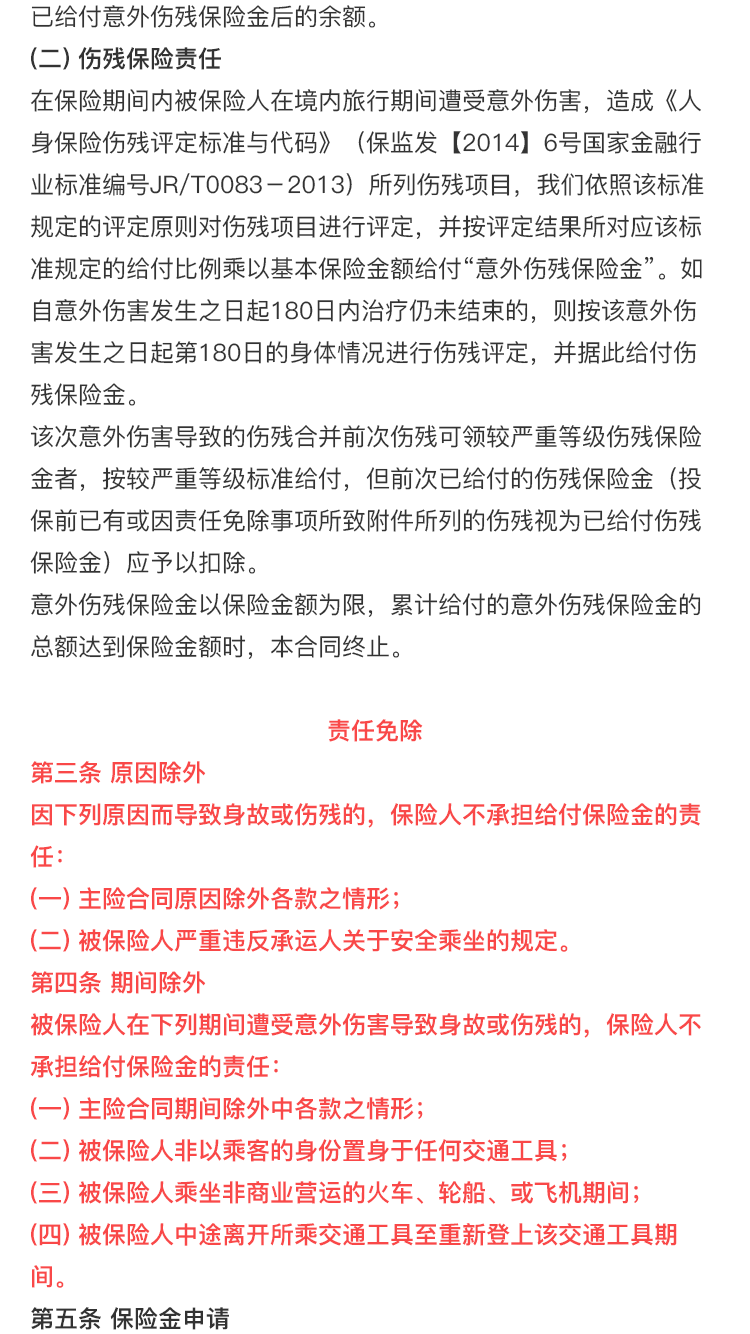 已给付意外伤残保险金后的余额。
(二) 伤残保险责任
在保险期间内被保险人在境内旅行期间遭受意外伤害，造成《人
身保险伤残评定标准与代码》（保监发【2014】6号国家金融行
业标准编号JR/T0083－2013）所列伤残项目，我们依照该标准
规定的评定原则对伤残项目进行评定，并按评定结果所对应该标
准规定的给付比例乘以基本保险金额给付“意外伤残保险金”。如
自意外伤害发生之日起180日内治疗仍未结束的，则按该意外伤
害发生之日起第180日的身体情况进行伤残评定，并据此给付伤
残保险金。
该次意外伤害导致的伤残合并前次伤残可领较严重等级伤残保险
金者，按较严重等级标准给付，但前次已给付的伤残保险金（投
保前已有或因责任免除事项所致附件所列的伤残视为已给付伤残
保险金）应予以扣除。
意外伤残保险金以保险金额为限，累计给付的意外伤残保险金的
总额达到保险金额时，本合同终止。
责任免除
第三条 原因除外
因下列原因而导致身故或伤残的，保险人不承担给付保险金的责
任：
(一) 主险合同原因除外各款之情形；
(二) 被保险人严重违反承运人关于安全乘坐的规定。
第四条 期间除外
被保险人在下列期间遭受意外伤害导致身故或伤残的，保险人不
承担给付保险金的责任：
(一) 主险合同期间除外中各款之情形；
(二) 被保险人非以乘客的身份置身于任何交通工具；
(三) 被保险人乘坐非商业营运的火车、轮船、或飞机期间；
(四) 被保险人中途离开所乘交通工具至重新登上该交通工具期
间。
第五条 保险金申请